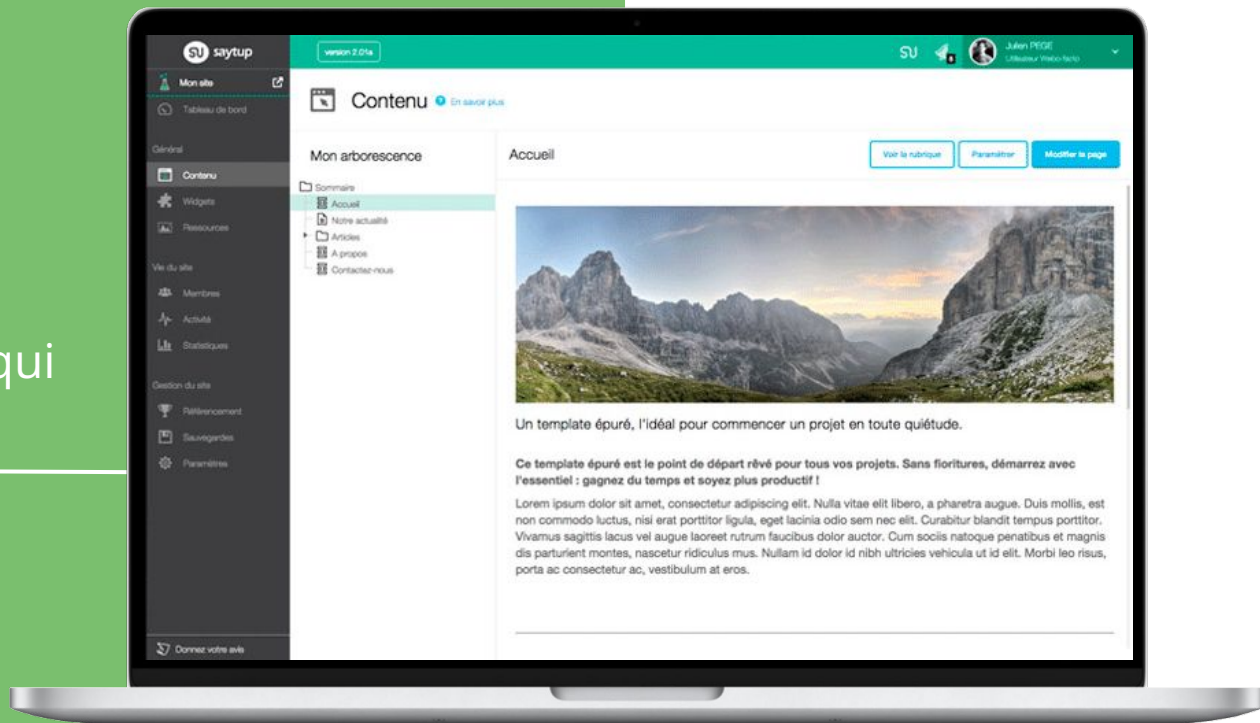 qui
SU saytup
version 2.01a
SU
8
Julien PEGE
Utilisateur Webo-facto
Mon site
Tableau de bord
Général
Contenu
Widgets
Ressources
Vie du site
Membres
Activité
Statistiques
Gestion du site
Référencement
Sauvegardes
Paramètres
Donnez votre avis
Contenu ? En savoir plus
Mon arborescence
Sommaire
Accueil
Notre actualité
Articles
A propos
Contactez-nous
Accueil
Voir la rubrique
Paramétrer
Modifier la page
Un template épuré, l'idéal pour commencer un projet en toute quiétude.
Ce template épuré est le point de départ rêvé pour tous vos projets. Sans fioritures, démarrez avec
l'essentiel : gagnez du temps et soyez plus productif !
Lorem ipsum dolor sit amet, consectetur adipiscing elit. Nulla vitae elit libero, a pharetra augue. Duis mollis, est
non commodo luctus, nisi erat porttitor ligula, eget lacinia odio sem nec elit. Curabitur blandit tempus porttitor.
Vivamus sagittis lacus vel augue laoreet rutrum faucibus dolor auctor. Cum sociis natoque penatibus et magnis
dis parturient montes, nascetur ridiculus mus. Nullam id dolor id nibh ultricies vehicula ut id elit. Morbi leo risus,
porta ac consectetur ac, vestibulum at eros.